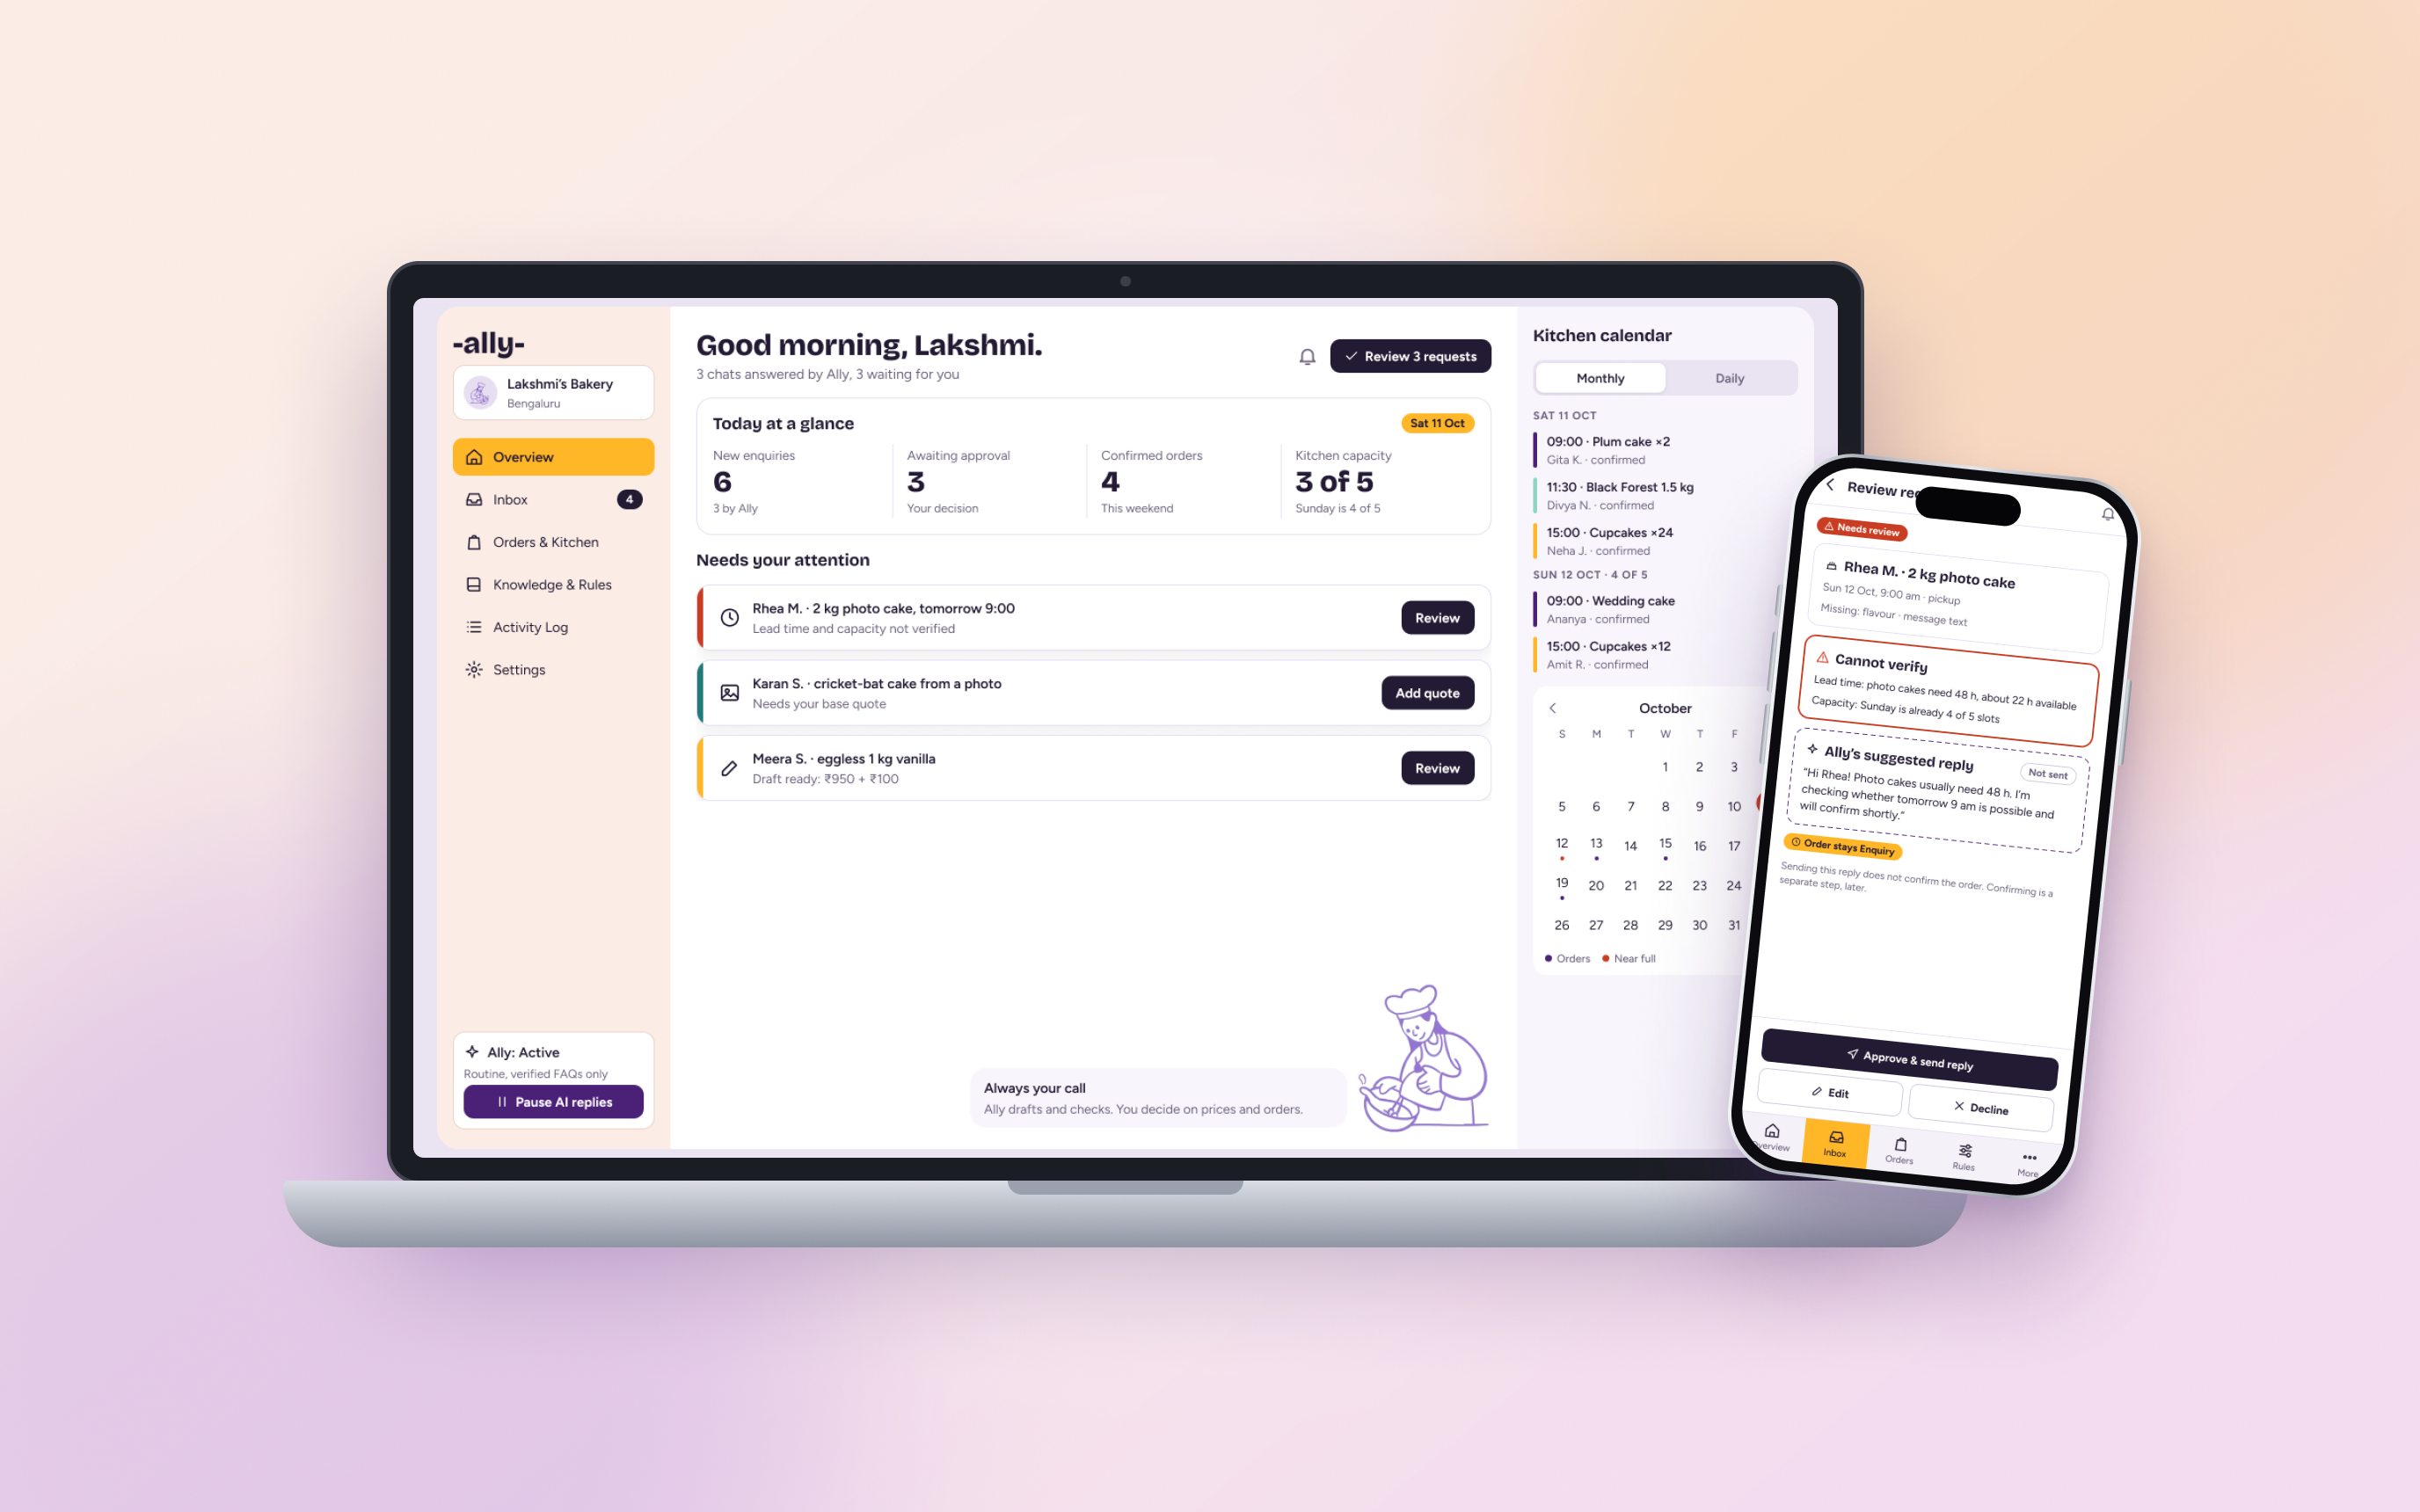 -ally-
Lakshmi's Bakery
Bengaluru
Overview
Inbox 4
Orders & Kitchen
Knowledge & Rules
Activity Log
Settings
Ally: Active
Routine, verified FAQs only
Pause AI replies
Good morning, Lakshmi.
3 chats answered by Ally, 3 waiting for you
Review 3 requests
Today at a glance
Sat 11 Oct
New enquiries
6
3 by Ally
Awaiting approval
3
Your decision
Confirmed orders
4
This weekend
Kitchen capacity
3 of 5
Sunday is 4 of 5
Needs your attention
Rhea M. · 2 kg photo cake, tomorrow 9:00
Lead time and capacity not verified
Review
Karan S. · cricket-bat cake from a photo
Needs your base quote
Add quote
Meera S. · eggless 1 kg vanilla
Draft ready: ₹950 + ₹100
Review
Always your call
Ally drafts and checks. You decide on prices and orders.
Kitchen calendar
Monthly Daily
SAT 11 OCT
09:00 · Plum cake ×2
Gita K. · confirmed
11:30 · Black Forest 1.5 kg
Divya N. · confirmed
15:00 · Cupcakes ×24
Neha J. · confirmed
SUN 12 OCT · 4 OF 5
09:00 · Wedding cake
Ananya · confirmed
15:00 · Cupcakes ×12
Amit R. · confirmed
October
S M T W T F
1 2 3
5 6 7 8 9 10
12 13 14 15 16 17
19 20 21 22 23 24
26 27 28 29 30 31
Orders Near full
Review
Needs review
Rhea M. · 2 kg photo cake
Sun 12 Oct, 9:00 am · pickup
Missing: flavour · message text
Cannot verify
Lead time: photo cakes need 48 h, about 22 h available
Capacity: Sunday is already 4 of 5 slots
Ally's suggested reply
Not sent
“Hi Rhea! Photo cakes usually need 48 h. I'm
checking whether tomorrow 9 am is possible and
will confirm shortly.”
Order stays Enquiry
Sending this reply does not confirm the order. Confirming is a
separate step, later.
Approve & send reply
Edit
Decline
Overview
Inbox
Orders
Rules
More